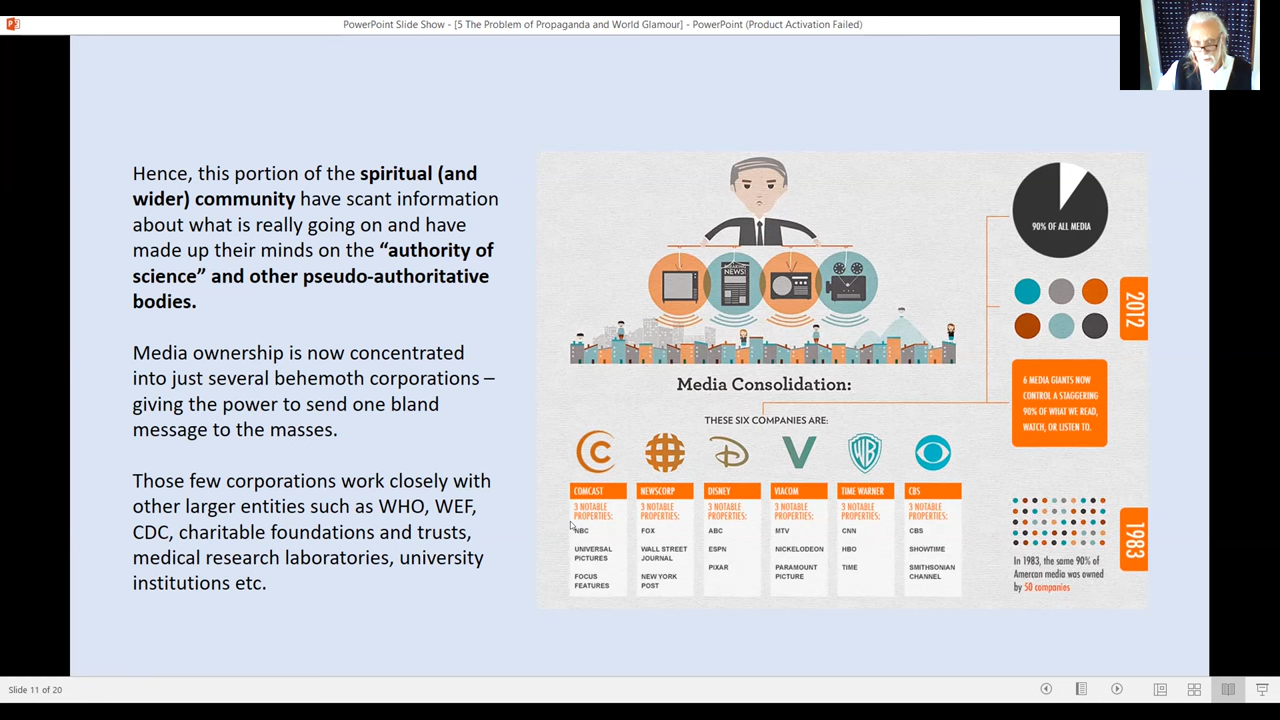 PowerPoint Slide Show - [5 The Problem of Propaganda and World Glamour] - PowerPoint (Product Activation Failed)
Hence, this portion of the spiritual (and
wider) community have scant information
about what is really going on and have
made up their minds on the “authority of
science” and other pseudo-authoritative
bodies.
Media ownership is now concentrated
into just several behemoth corporations –
giving the power to send one bland
message to the masses.
Those few corporations work closely with
other larger entities such as WHO, WEF,
CDC, charitable foundations and trusts,
medical research laboratories, university
institutions etc.
NEWS!
90% OF ALL MEDIA
2012
Media Consolidation:
6 MEDIA GIANTS NOW
CONTROL A STAGGERING
90% OF WHAT WE READ,
WATCH, OR LISTEN TO.
THESE SIX COMPANIES ARE:
C
D
V
WB
COMCAST
3 NOTABLE
PROPERTIES:
NBC
UNIVERSAL
PICTURES
FOCUS
FEATURES
NEWSCORP
3 NOTABLE
PROPERTIES:
FOX
WALL STREET
JOURNAL
NEW YORK
POST
DISNEY
3 NOTABLE
PROPERTIES:
ABC
ESPN
PIXAR
VIACOM
3 NOTABLE
PROPERTIES:
MTV
NICKELODEON
PARAMOUNT
PICTURE
TIME WARNER
3 NOTABLE
PROPERTIES:
CNN
HBO
TIME
CBS
3 NOTABLE
PROPERTIES:
CBS
SHOWTIME
SMITHSONIAN
CHANNEL
1983
In 1983, the same 90% of
Amercan media was owned
by 50 companies
Slide 11 of 20